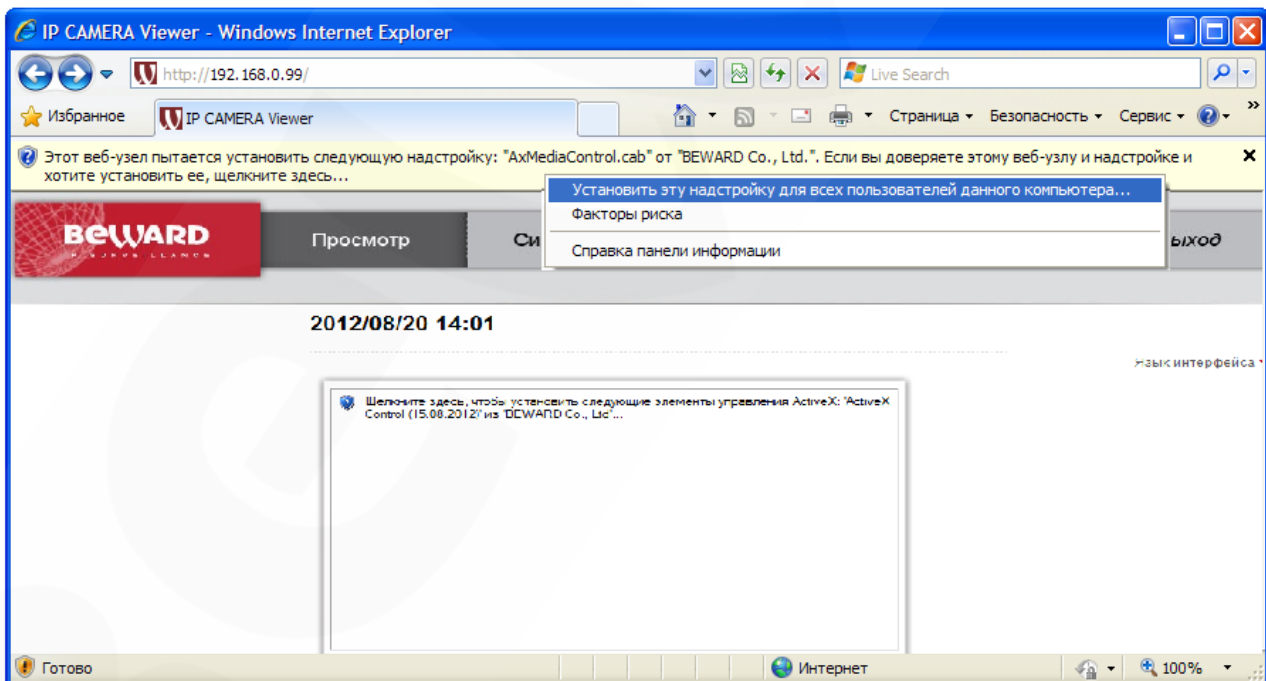 IP CAMERA Viewer - Windows Internet Explorer
http://192.168.0.99/
Live Search
Избранное
IP CAMERA Viewer
Страница
Безопасность
Сервис
Этот веб-узел пытается установить следующую надстройку: "AxMediaControl.cab" от "BEWARD Co., Ltd.". Если вы доверяете этому веб-узлу и надстройке и
хотите установить ее, щелкните здесь...
Установить эту надстройку для всех пользователей данного компьютера...
Факторы риска
Справка панели информации
BEWARD
Просмотр
Си
ыход
2012/08/20 14:01
Язык интерфейса
Щелкните здесь, чтобы установить следующие элементы управления ActiveX: "ActiveX
Control (15.08.2012)" из "BEWARD Co., Ltd"...
Готово
Интернет
100%